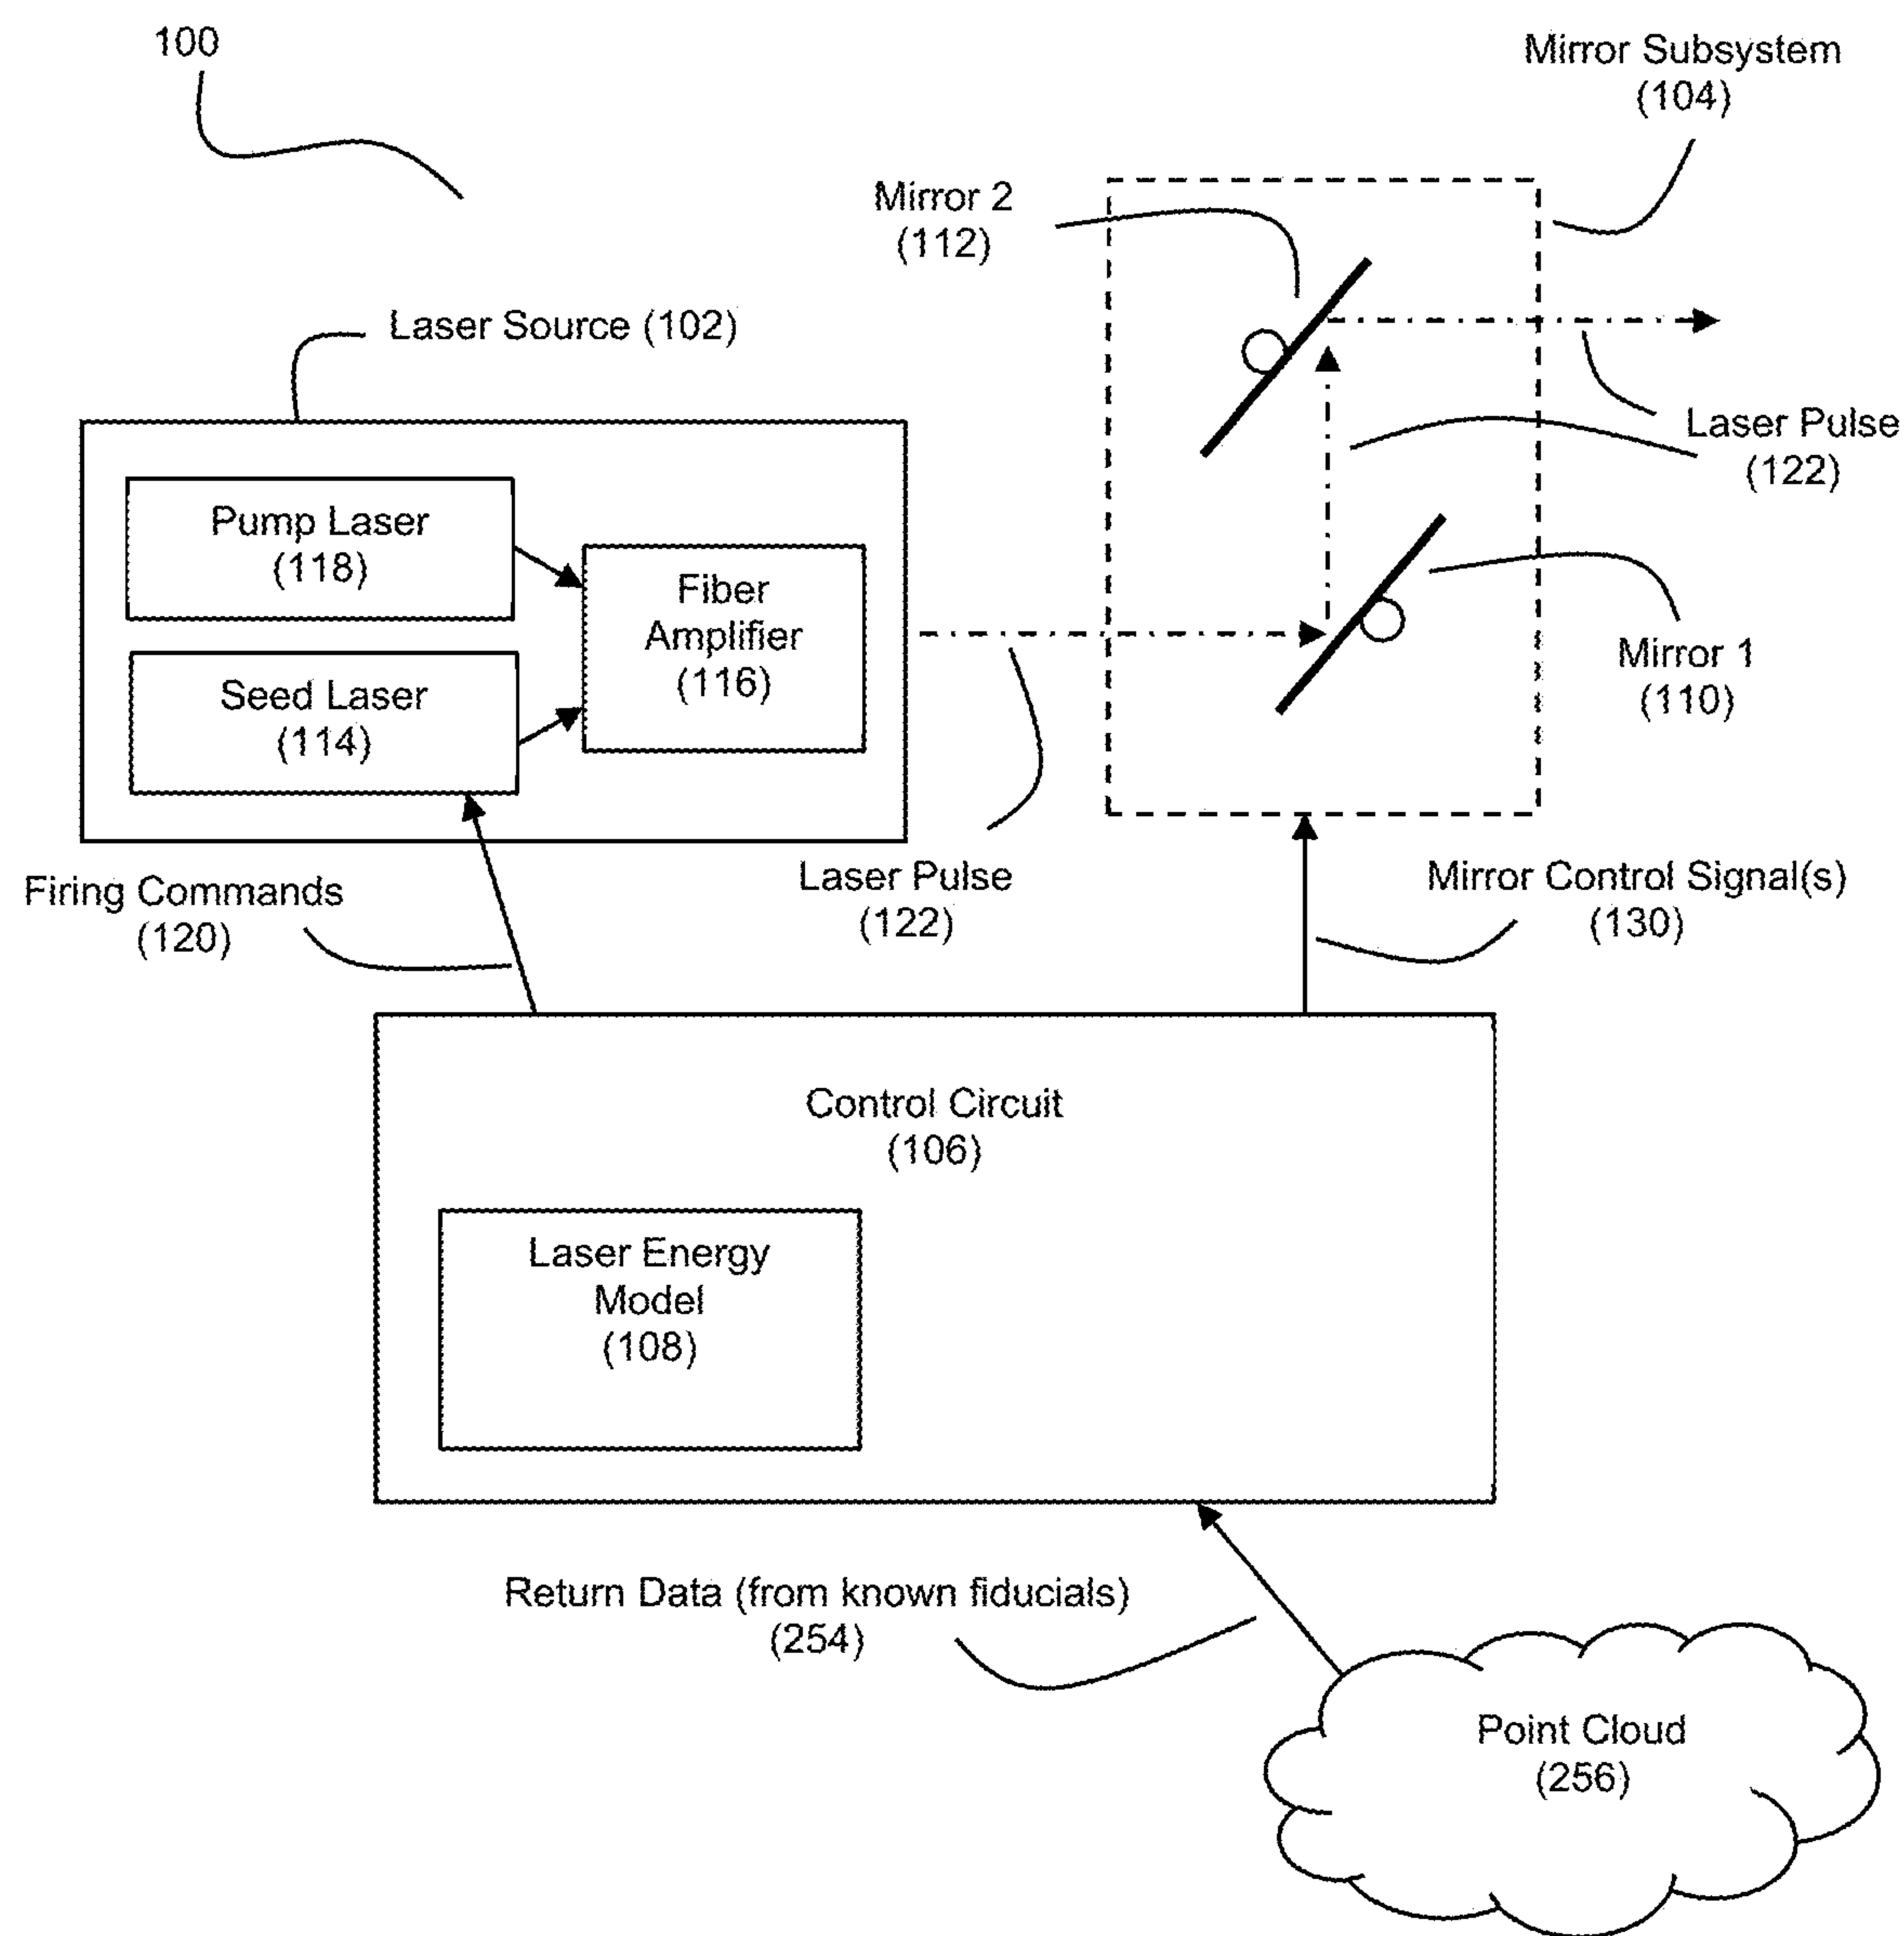 100
Mirror Subsystem
(104)
Mirror 2
(112)
Laser Source (102)
Laser Pulse
(122)
Pump Laser
(118)
Fiber
Amplifier
(116)
Seed Laser
(114)
Mirror 1
(110)
Firing Commands
(120)
Laser Pulse
(122)
Mirror Control Signal(s)
(130)
Control Circuit
(106)
Laser Energy
Model
(108)
Return Data (from known fiducials)
(254)
Point Cloud
(256)